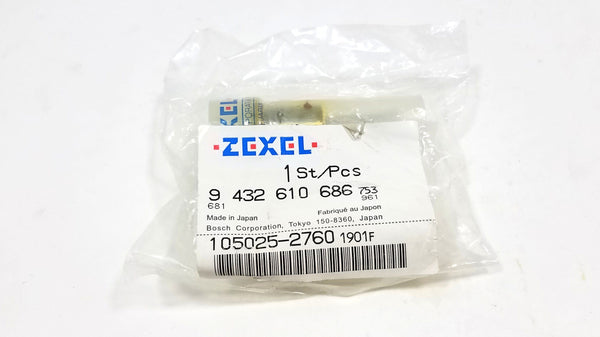 ZEXEL
ZEXEL
1 St/Pcs
9 432 610 686 753
681
961
Made in Japan
Fabriqué au Japon
Bosch Corporation, Tokyo 150-8360, Japan
105025-2760 1901F